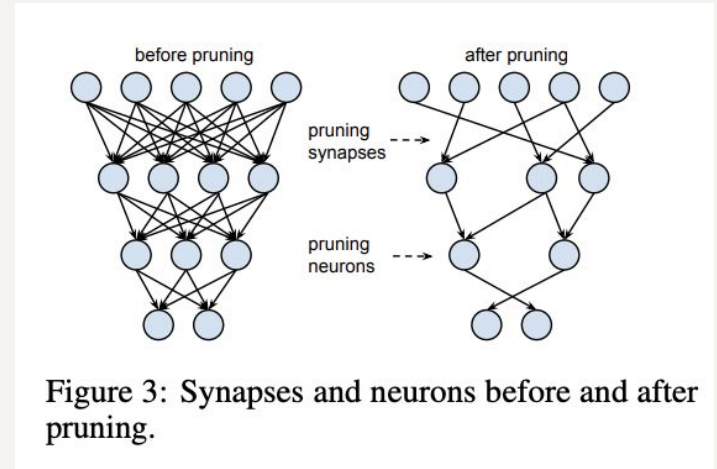 before pruning
after pruning
pruning
synapses
pruning
neurons
Figure 3: Synapses and neurons before and after
pruning.